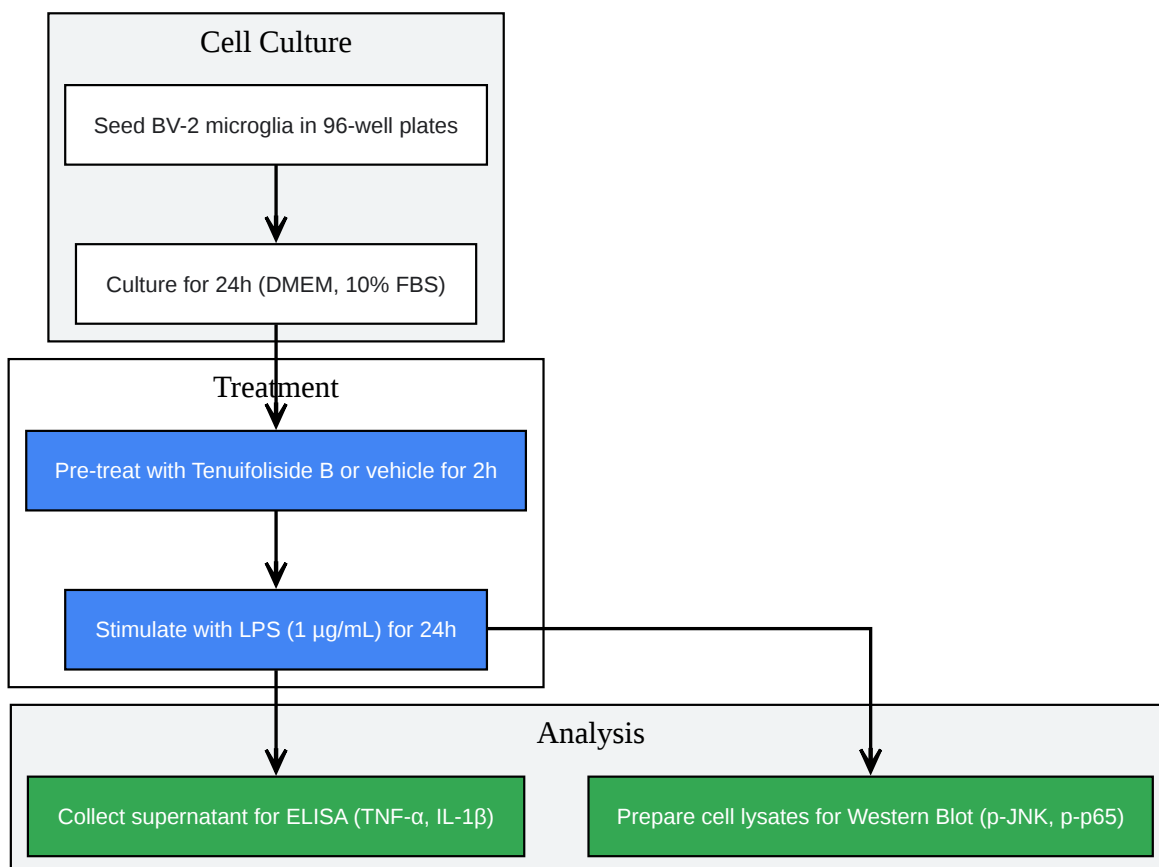 Cell Culture
Seed BV-2 microglia in 96-well plates
Culture for 24h (DMEM, 10% FBS)
Treatment
Pre-treat with Tenuifoliside B or vehicle for 2h
Stimulate with LPS (1 µg/mL) for 24h
Analysis
Collect supernatant for ELISA (TNF-α, IL-1β)
Prepare cell lysates for Western Blot (p-JNK, p-p65)